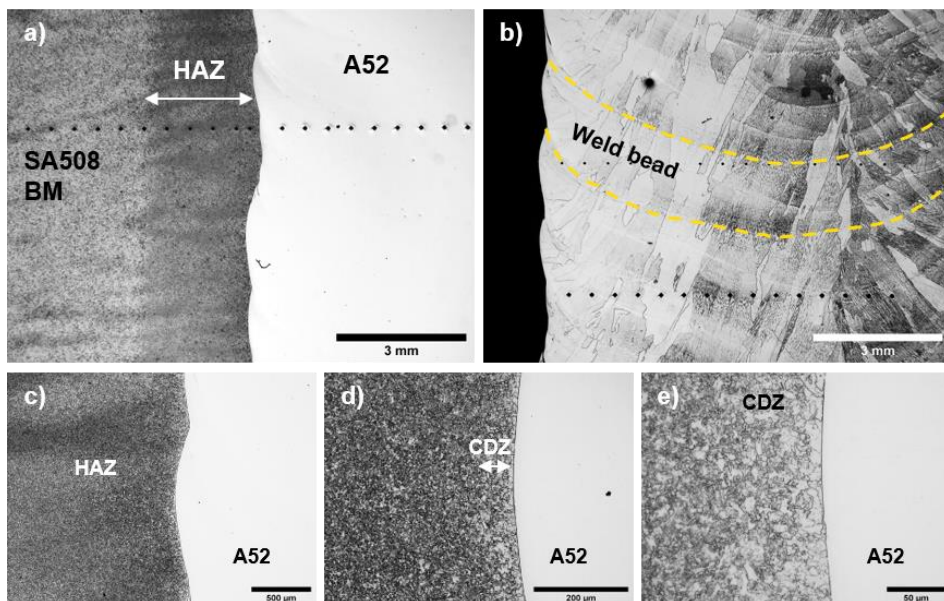 a)
HAZ
A52
SA508
BM
3 mm
b)
Weld bead
3 mm
c)
HAZ
A52
500 µm
d)
CDZ
A52
200 µm
e)
CDZ
A52
50 µm